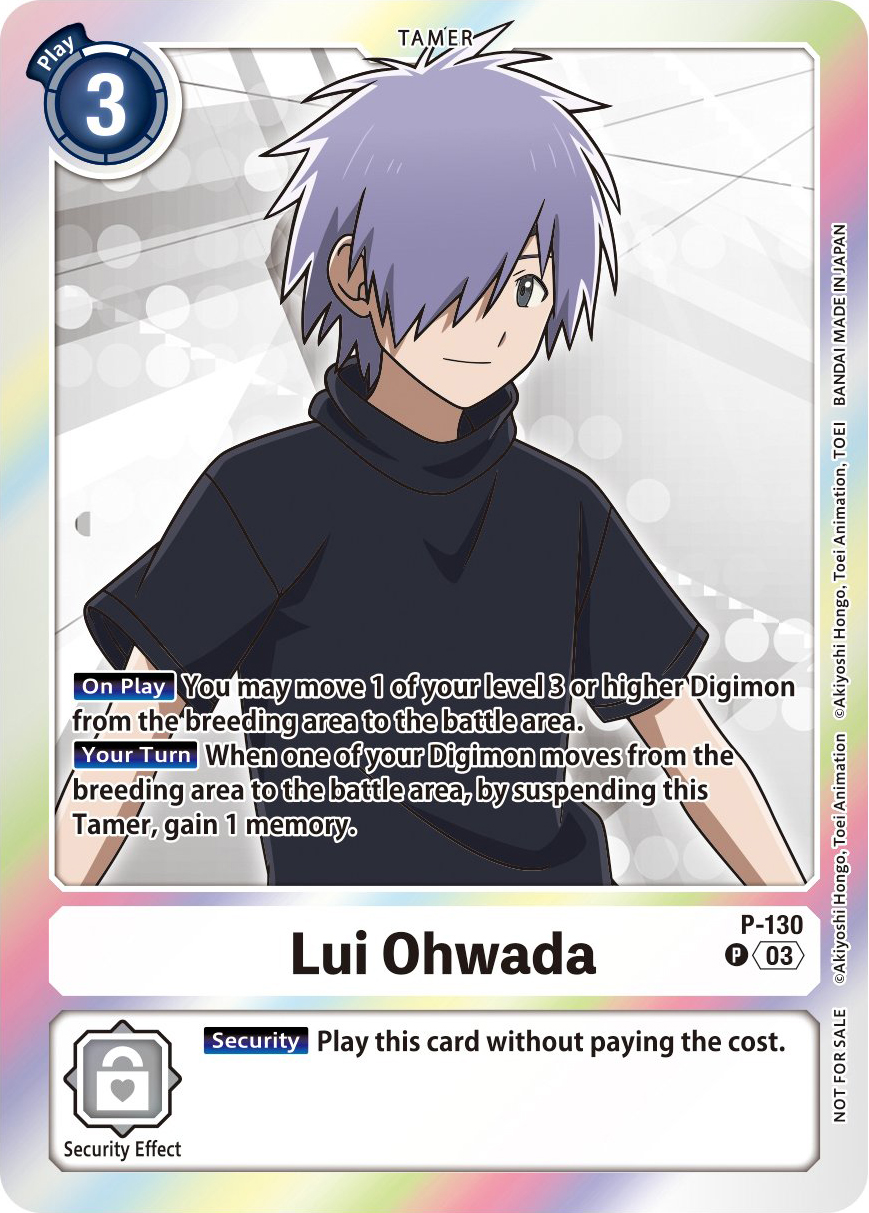 TAMER
Play
3
On Play You may move 1 of your level 3 or higher Digimon
from the breeding area to the battle area.
Your Turn When one of your Digimon moves from the
breeding area to the battle area, by suspending this
Tamer, gain 1 memory.
©Akiyoshi Hongo, Toei Animation ©Akiyoshi Hongo, Toei Animation, TOEI BANDAI MADE IN JAPAN
Lui Ohwada
P-130
P 03
Security Play this card without paying the cost.
Security Effect
NOT FOR SALE